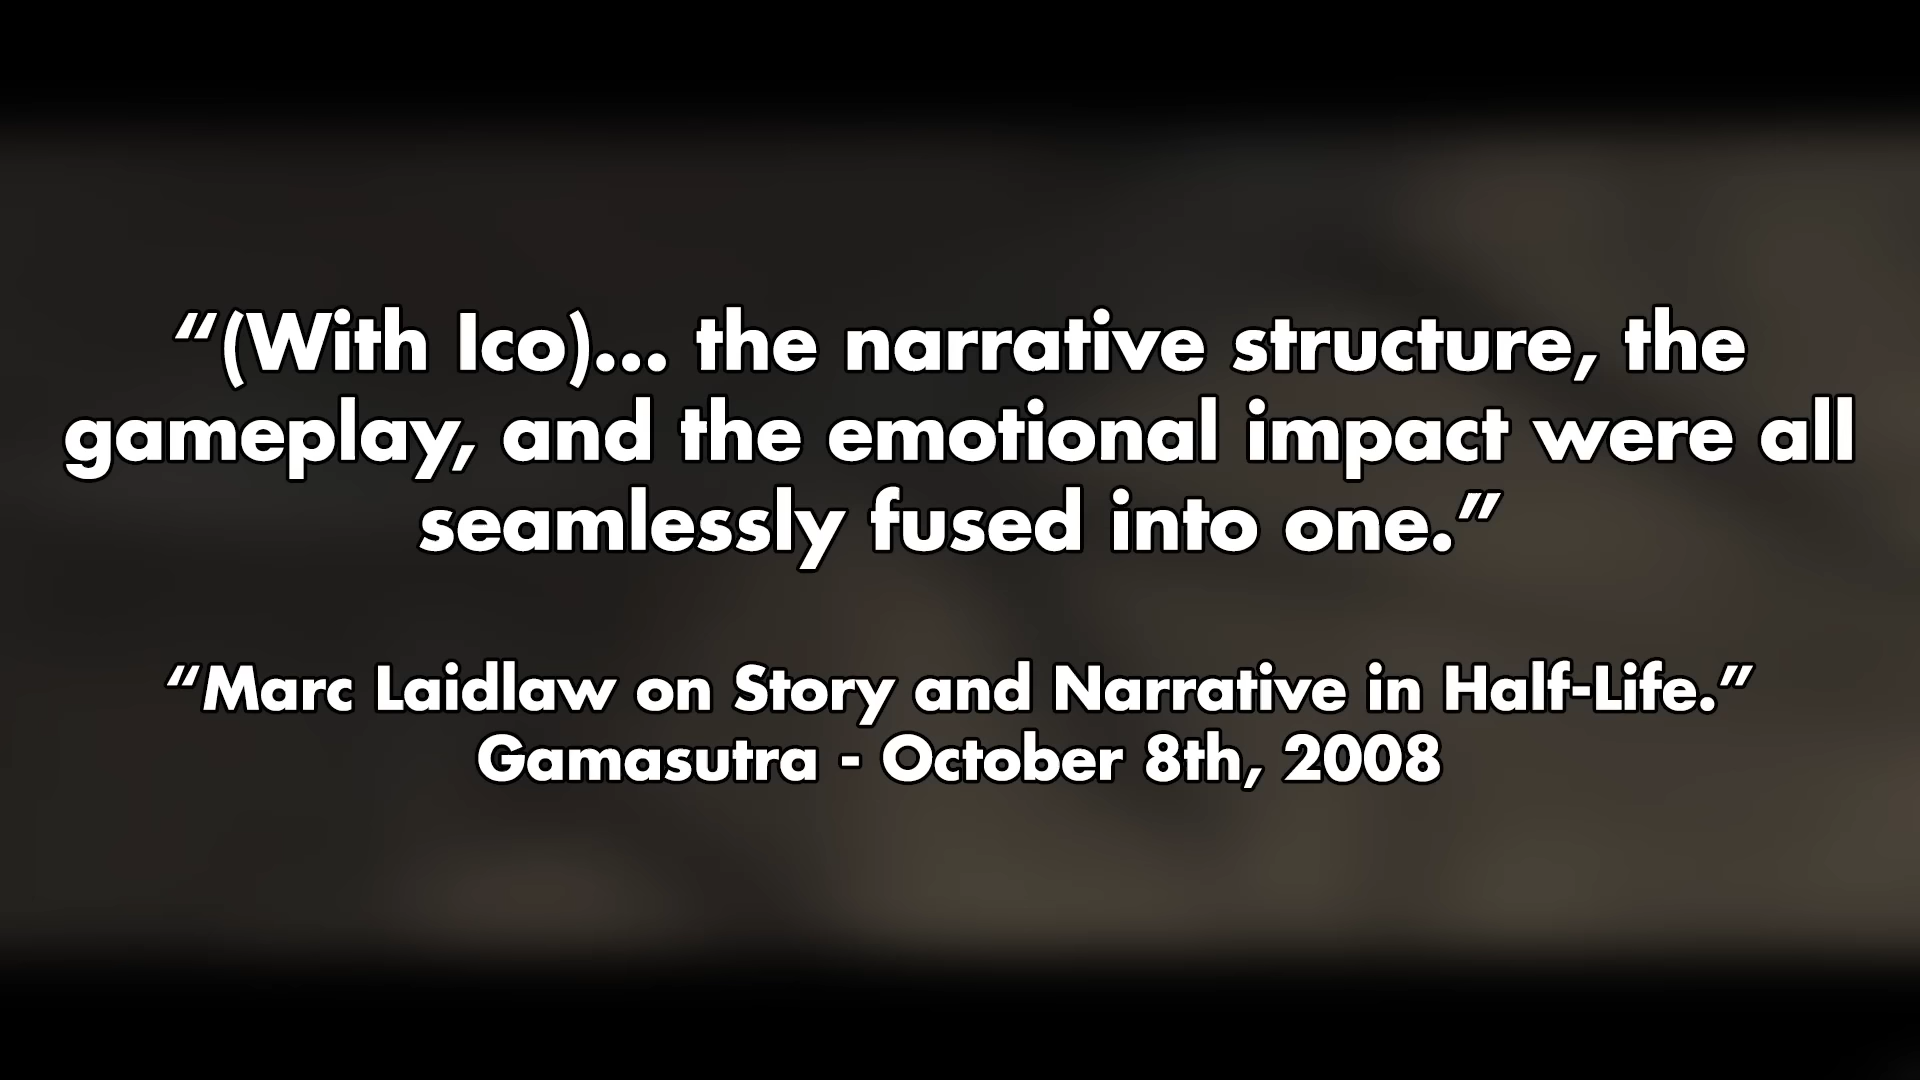 “(With Ico)... the narrative structure, the
gameplay, and the emotional impact were all
seamlessly fused into one.”
“Marc Laidlaw on Story and Narrative in Half-Life.”
Gamasutra - October 8th, 2008